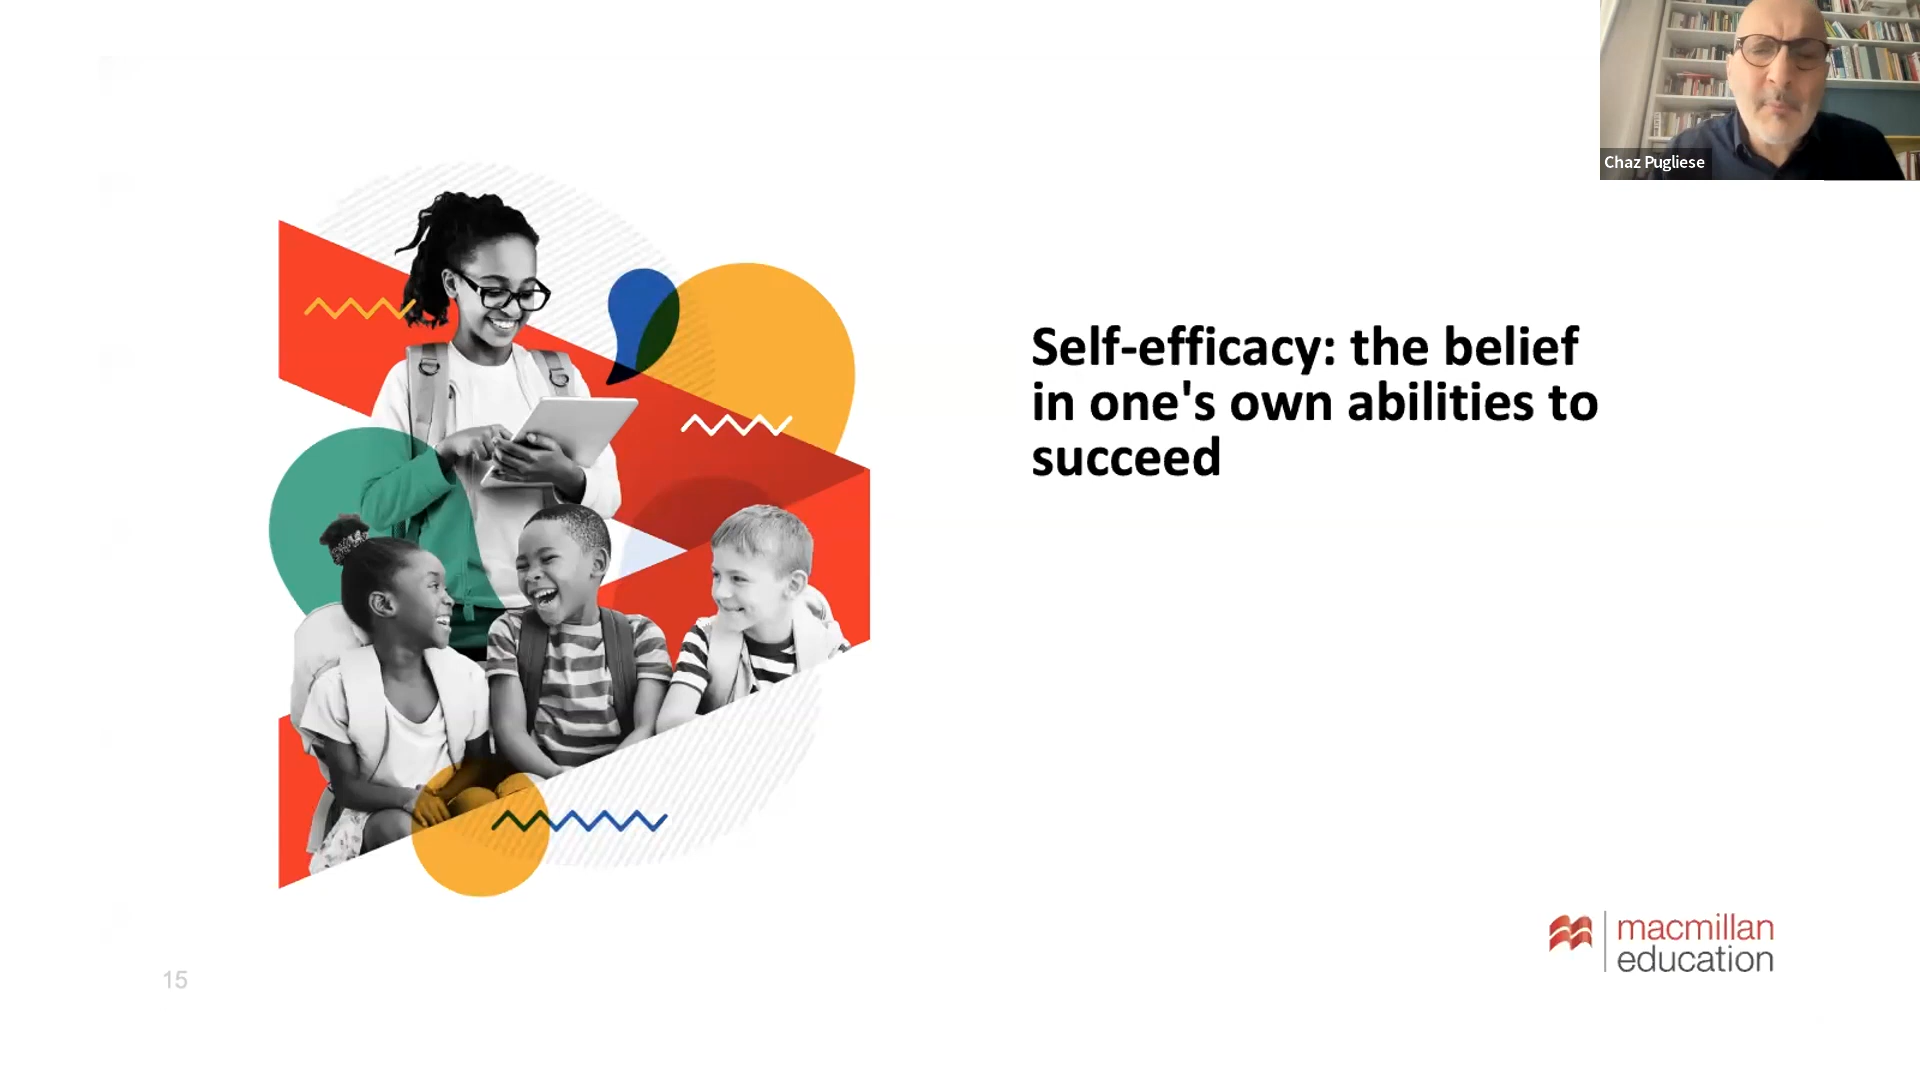 Chaz Pugliese
Self-efficacy: the belief
in one's own abilities to
succeed
macmillan
education
15